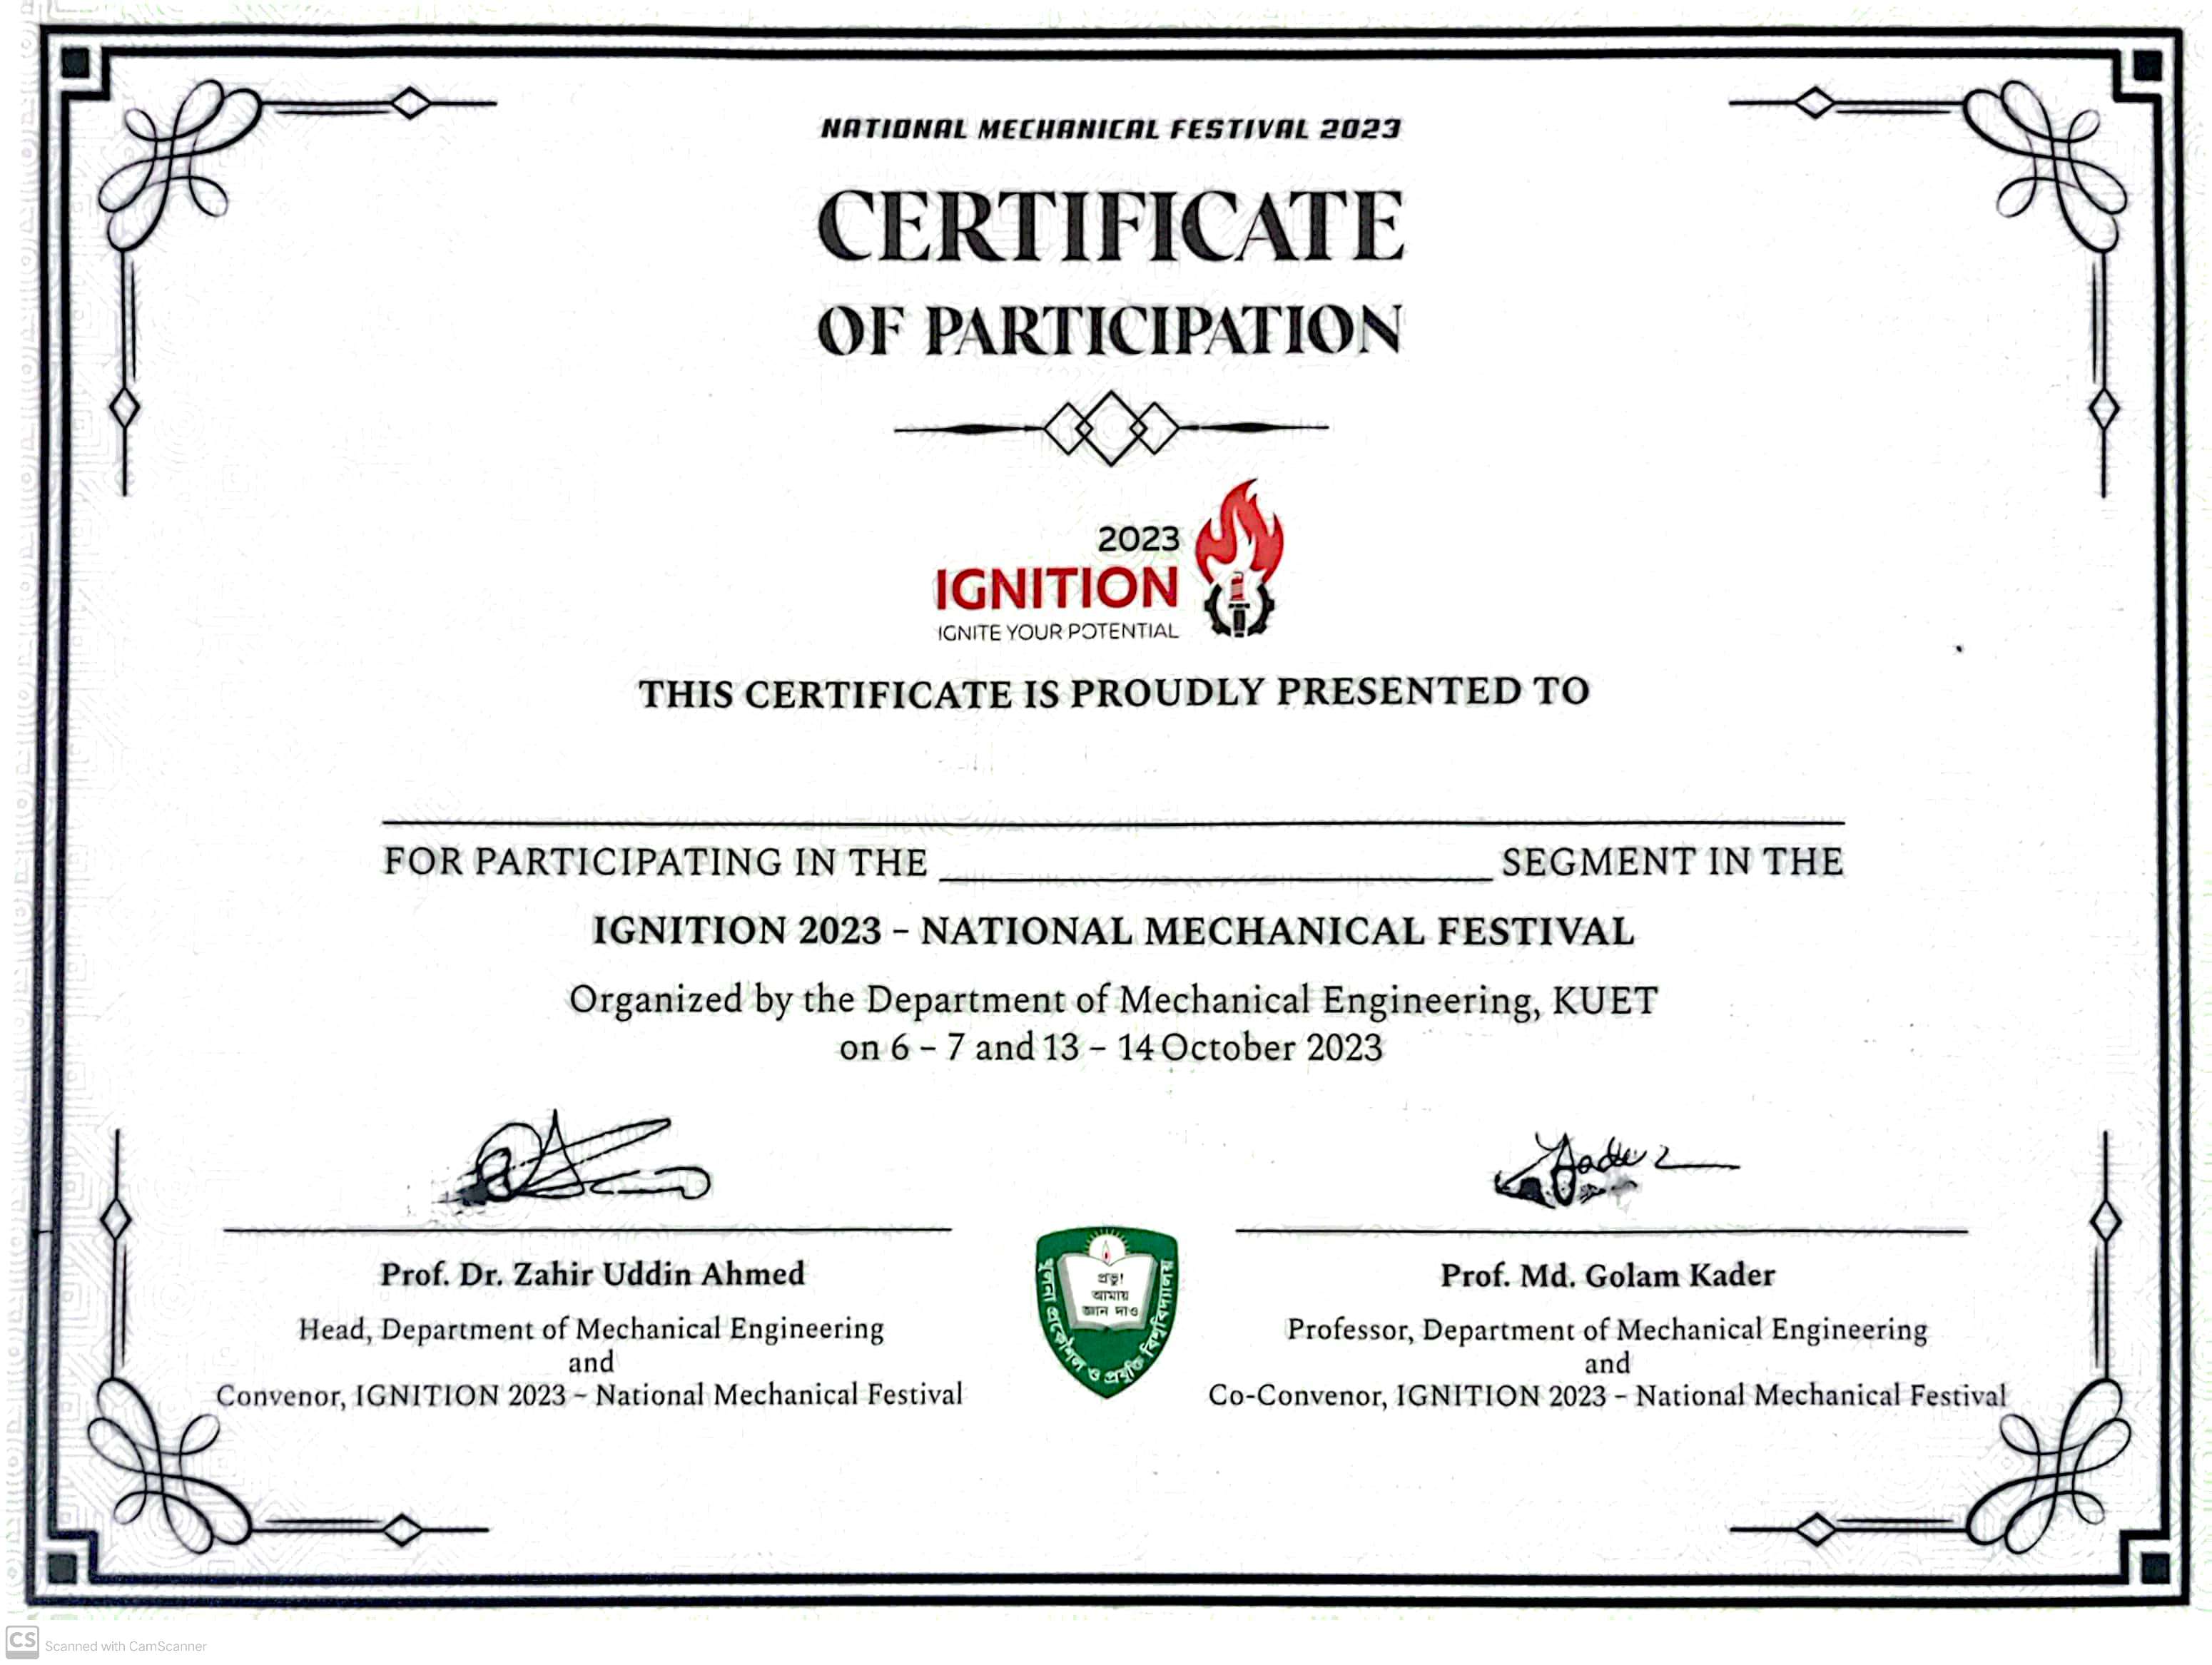 NATIONAL MECHANICAL FESTIVAL 2023
CERTIFICATE
OF PARTICIPATION
2023
IGNITION
IGNITE YOUR POTENTIAL
THIS CERTIFICATE IS PROUDLY PRESENTED TO
FOR PARTICIPATING IN THE SEGMENT IN THE
IGNITION 2023 – NATIONAL MECHANICAL FESTIVAL
Organized by the Department of Mechanical Engineering, KUET
on 6 – 7 and 13 – 14 October 2023
Prof. Dr. Zahir Uddin Ahmed
Head, Department of Mechanical Engineering
and
Convenor, IGNITION 2023 – National Mechanical Festival
প্রভু!
আমায়
জ্ঞান দাও
খুলনা প্রকৌশল ও প্রযুক্তি বিশ্ববিদ্যালয়
Prof. Md. Golam Kader
Professor, Department of Mechanical Engineering
and
Co-Convenor, IGNITION 2023 – National Mechanical Festival
CS Scanned with CamScanner